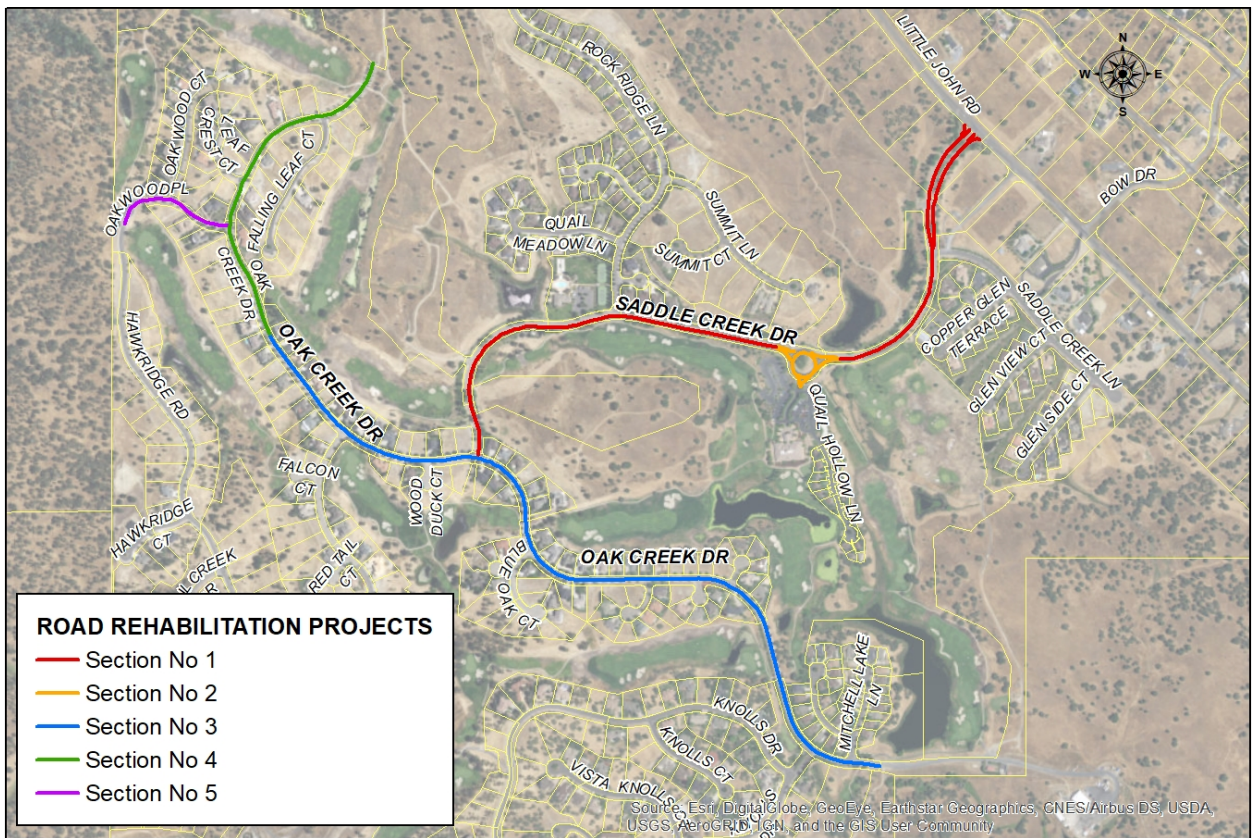 N
W
E
S
LITTLE JOHN RD
ROCK RIDGE LN
OAKWOOD CT
LEAF
CREST CT
FALLING LEAF CT
BOW DR
OAKWOODPL
QUAIL
MEADOW LN
SUMMIT LN
SUMMIT CT
OAK
CREEK DR
SADDLE CREEK DR
COPPER GLEN
TERRACE
SADDLE CREEK LN
GLEN VIEW CT
GLEN SIDE CT
HAWKRIDGE RD
OAK CREEK DR
QUAIL HOLLOW LN
FALCON
CT
WOOD
DUCK CT
HAWKRIDGE
CT
RED TAIL
CT
BLUE OAK
CT
OAK CREEK DR
CREEK
MITCHELL LAKE
LN
KNOLLS DR
KNOLLS CT
VISTA KNOLLS
ROAD REHABILITATION PROJECTS
Section No 1
Section No 2
Section No 3
Section No 4
Section No 5
Source: Esri, DigitalGlobe, GeoEye, Earthstar Geographics, CNES/Airbus DS, USDA,
USGS, AeroGRID, IGN, and the GIS User Community